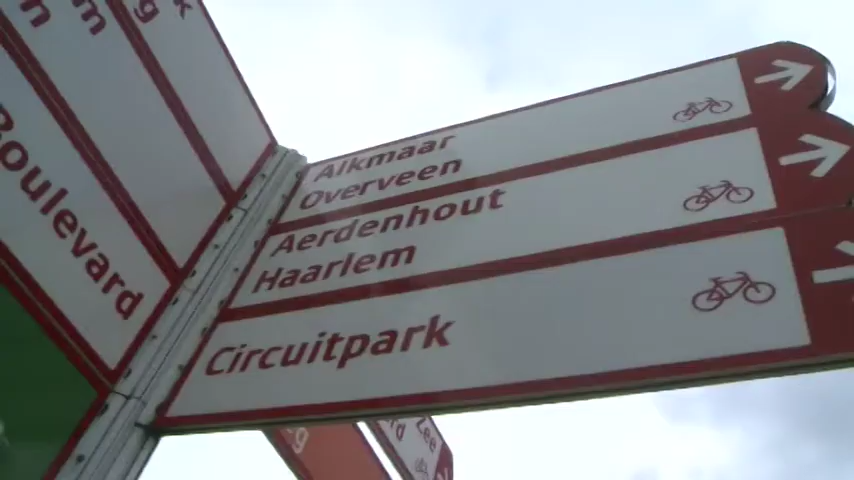 Alkmaar
Overveen
Aerdenhout
Haarlem
Circuitpark
Boulevard